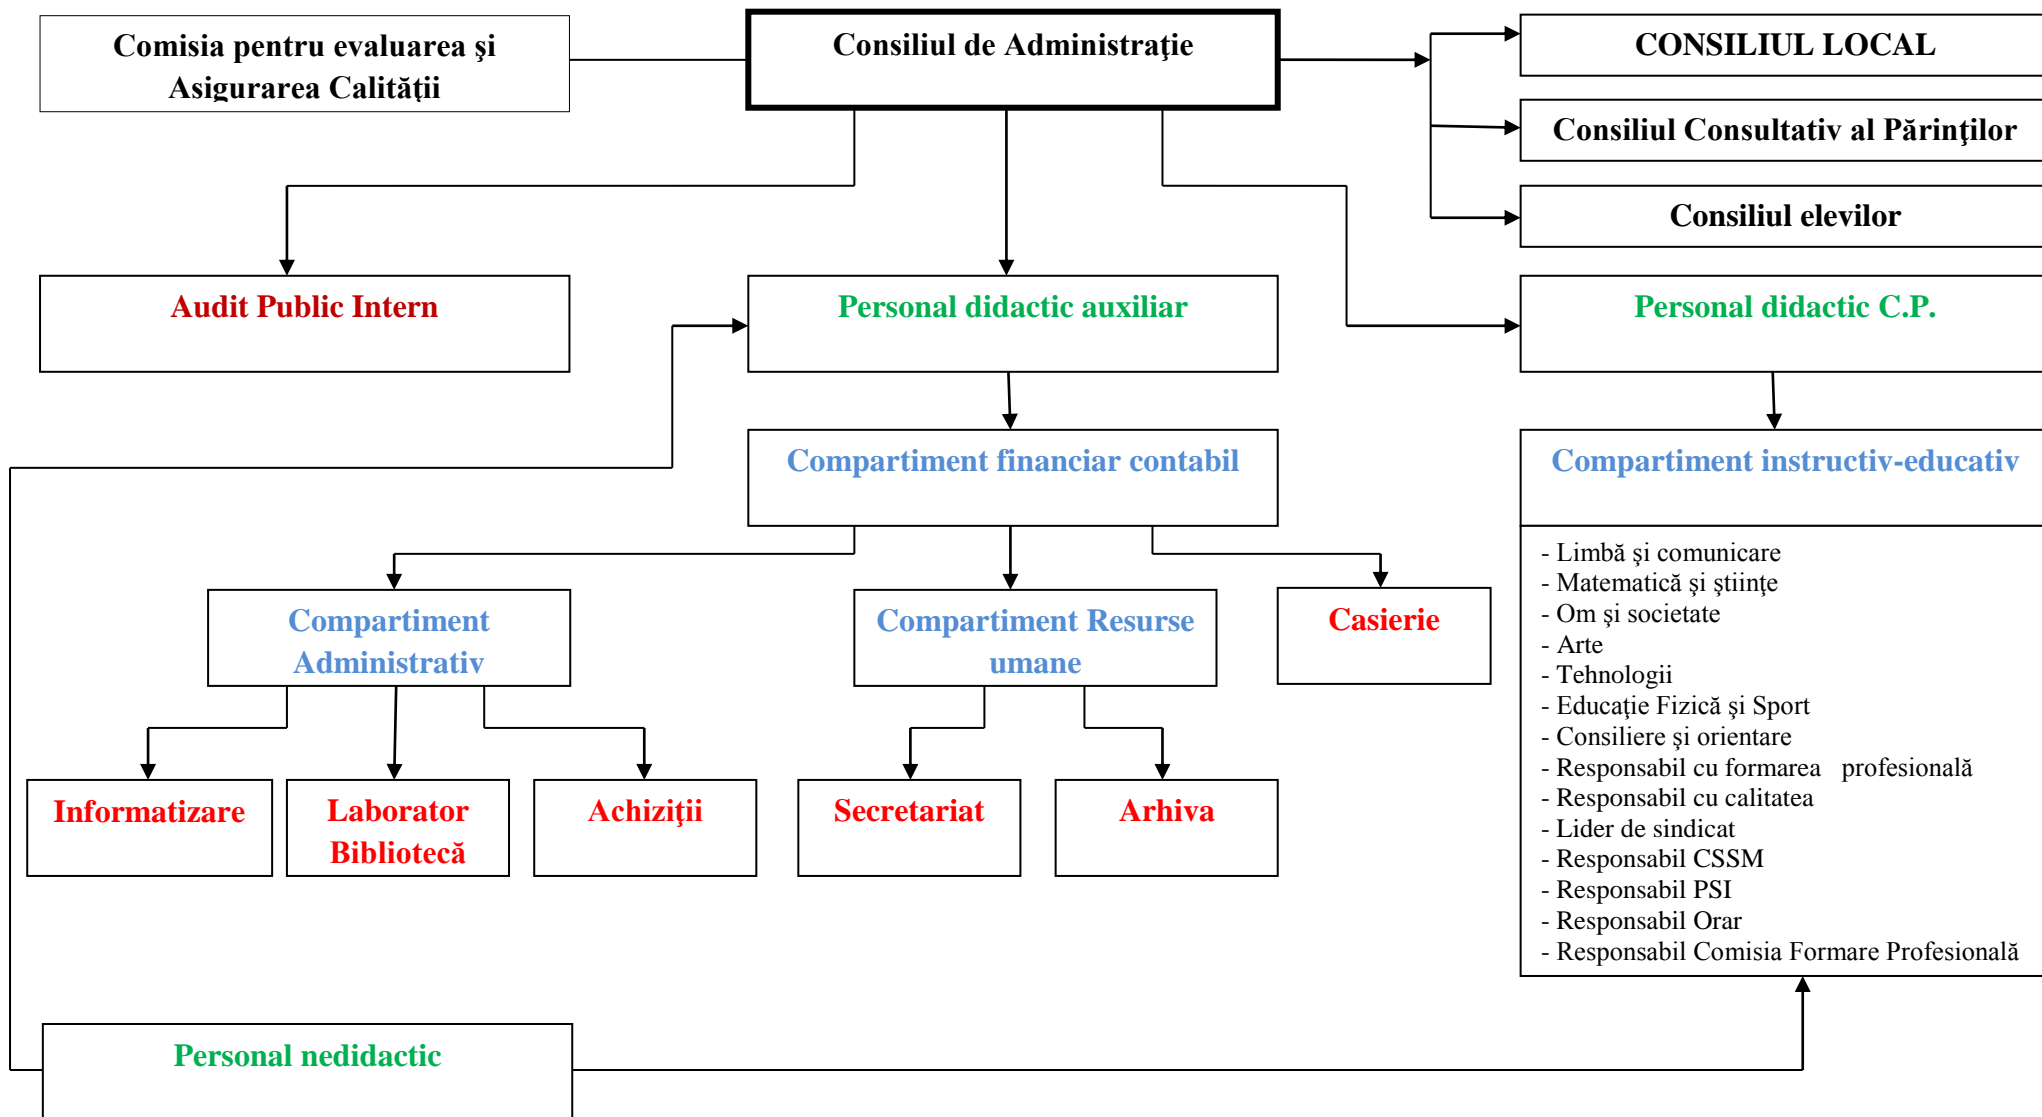 Comisia pentru evaluarea şi
Asigurarea Calităţii
Consiliul de Administraţie
CONSILIUL LOCAL
Consiliul Consultativ al Părinţilor
Consiliul elevilor
Audit Public Intern
Personal didactic auxiliar
Personal didactic C.P.
Compartiment financiar contabil
Compartiment instructiv-educativ
- Limbă şi comunicare
- Matematică şi ştiinţe
- Om şi societate
- Arte
- Tehnologii
- Educaţie Fizică şi Sport
- Consiliere şi orientare
- Responsabil cu formarea profesională
- Responsabil cu calitatea
- Lider de sindicat
- Responsabil CSSM
- Responsabil PSI
- Responsabil Orar
- Responsabil Comisia Formare Profesională
Compartiment
Administrativ
Compartiment Resurse
umane
Casierie
Informatizare
Laborator
Bibliotecă
Achiziţii
Secretariat
Arhiva
Personal nedidactic